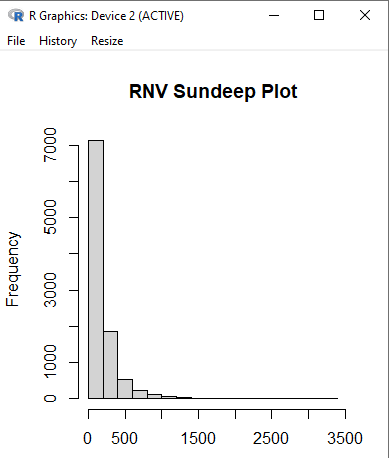 R Graphics: Device 2 (ACTIVE)
File History Resize
RNV Sundeep Plot
Frequency
7000
5000
3000
1000
0
0 500 1500 2500 3500